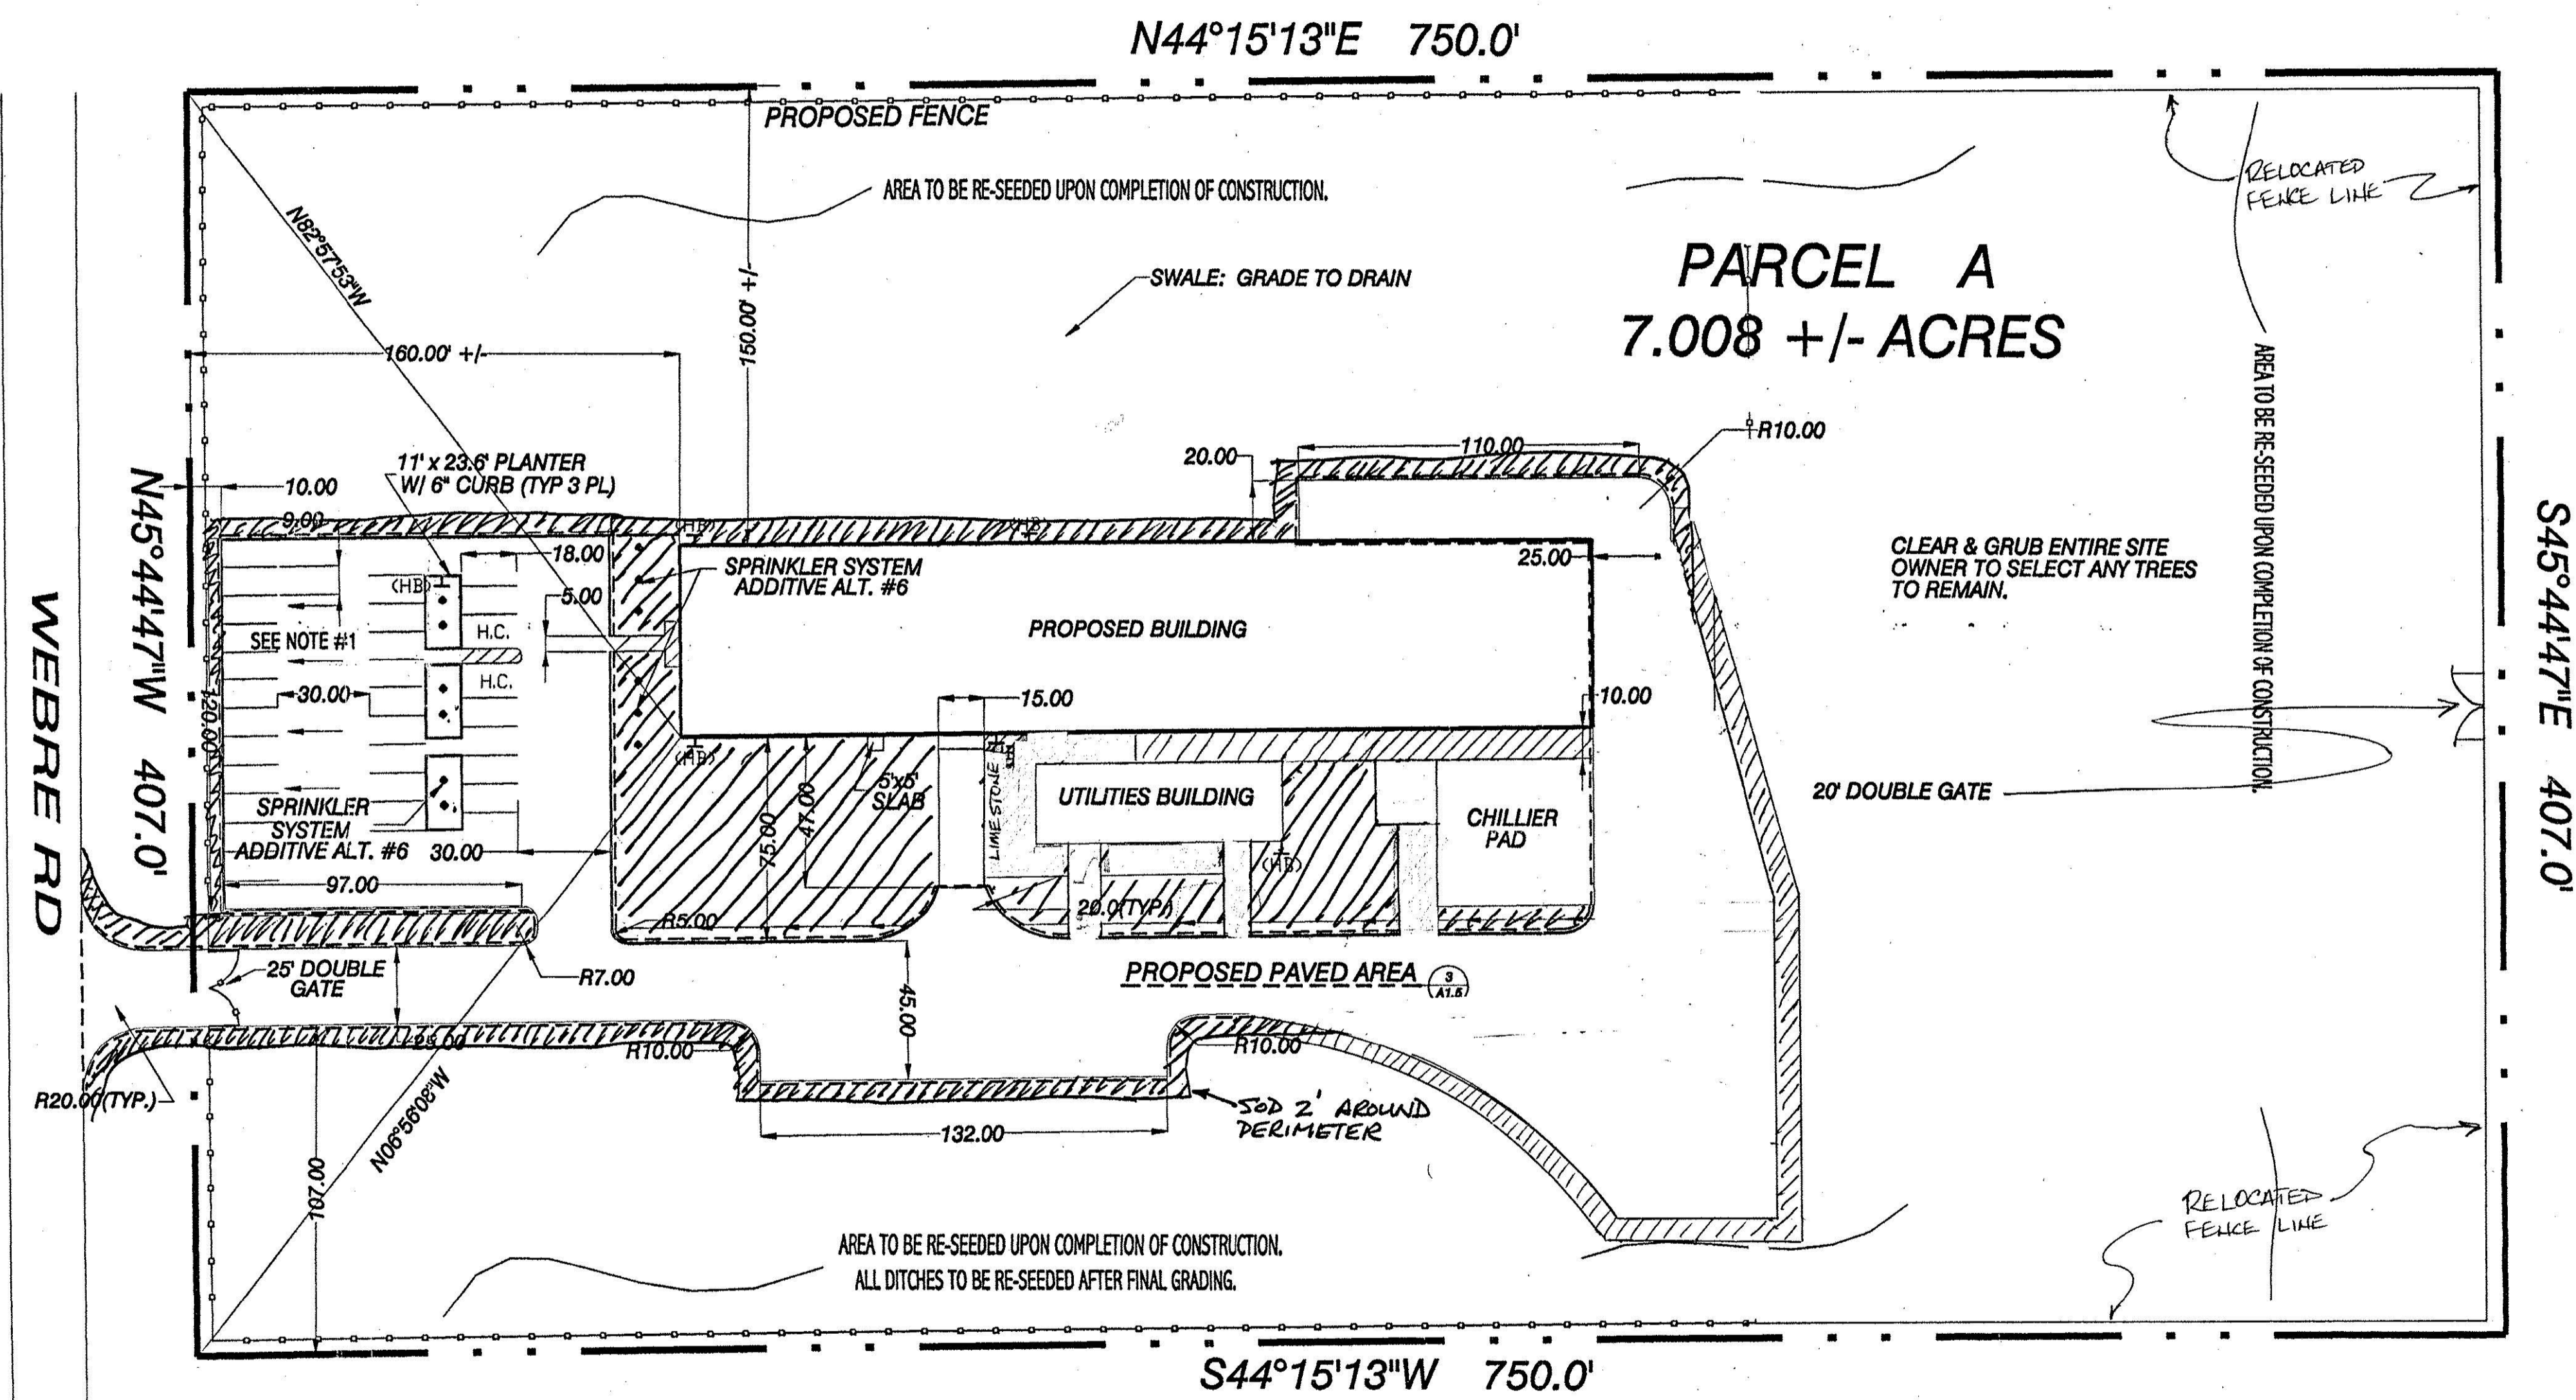 N44°15'13"E 750.0'
PROPOSED FENCE
AREA TO BE RE-SEEDED UPON COMPLETION OF CONSTRUCTION.
RELOCATED
FENCE LINE
N82°57'53"W
SWALE: GRADE TO DRAIN
PARCEL A
7.008 +/- ACRES
150.00' +/-
160.00' +/-
AREA TO BE RE-SEEDED UPON COMPLETION OF CONSTRUCTION.
R10.00
110.00
20.00
11' x 23.6' PLANTER
W/ 6" CURB (TYP 3 PL)
10.00
9.00
(HB)
(HB)
18.00
25.00
SPRINKLER SYSTEM
ADDITIVE ALT. #6
CLEAR & GRUB ENTIRE SITE
OWNER TO SELECT ANY TREES
TO REMAIN.
(HB)
5.00
N45°44'47"W 407.0'
S45°44'47"E 407.0'
WEBRE RD
SEE NOTE #1
H.C.
H.C.
PROPOSED BUILDING
30.00
120.00
15.00
10.00
(HB)
HB
5'x5'
SLAB
LIMESTONE
UTILITIES BUILDING
CHILLIER
PAD
20' DOUBLE GATE
SPRINKLER
SYSTEM
ADDITIVE ALT. #6
30.00
75.00
47.00
(HB)
97.00
R5.00
20.0(TYP.)
25' DOUBLE
GATE
R7.00
PROPOSED PAVED AREA
3
A1.5
45.00
25.00
R10.00
R10.00
R20.00(TYP.)
N06°56'08"W
SOD 2' AROUND
PERIMETER
132.00
107.00
RELOCATED
FENCE LINE
AREA TO BE RE-SEEDED UPON COMPLETION OF CONSTRUCTION.
ALL DITCHES TO BE RE-SEEDED AFTER FINAL GRADING.
S44°15'13"W 750.0'